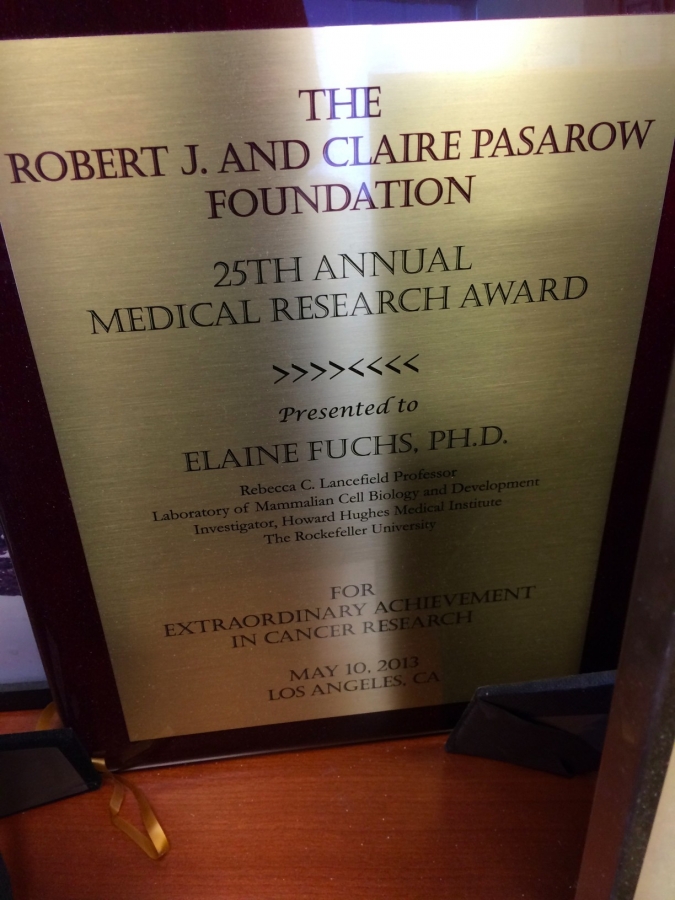 THE
ROBERT J. AND CLAIRE PASAROW
FOUNDATION
25TH ANNUAL
MEDICAL RESEARCH AWARD
>>>><<<<
Presented to
ELAINE FUCHS, PH.D.
Rebecca C. Lancefield Professor
Laboratory of Mammalian Cell Biology and Development
Investigator, Howard Hughes Medical Institute
The Rockefeller University
FOR
EXTRAORDINARY ACHIEVEMENT
IN CANCER RESEARCH
MAY 10, 2013
LOS ANGELES, CA